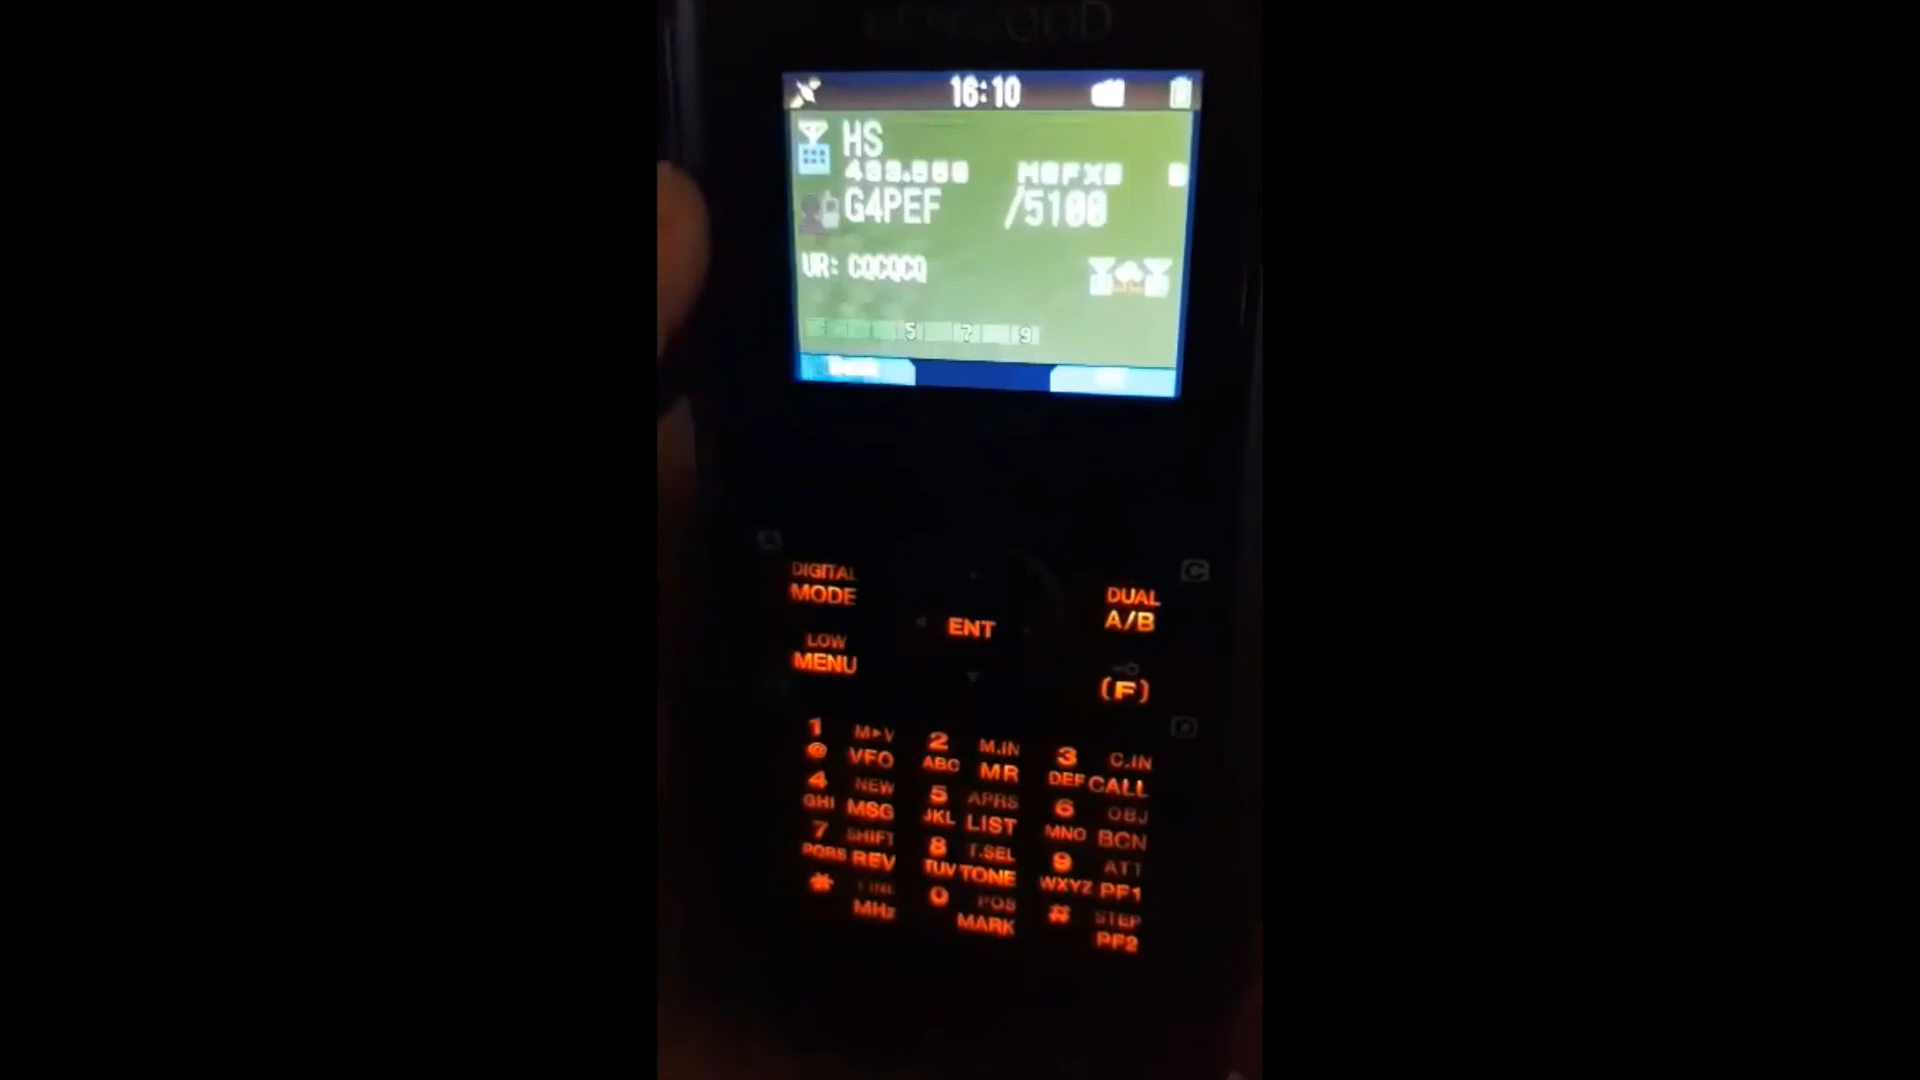 16:10
HS
G4PEF /5100
UR: CQCQCQ
5 7 9
DIGITAL
MODE
DUAL
A/B
ENT
LOW
MENU
(F)
1 M▸V 2 M.IN 3 C.IN
@ VFO ABC MR DEF CALL
4 NEW 5 APRS 6 OBJ
GHI MSG JKL LIST MNO BCN
7 SHIFT 8 T.SEL 9 ATT
PQRS REV TUV TONE WXYZ PF1
* 0 POS # STEP
MHz MARK PF2